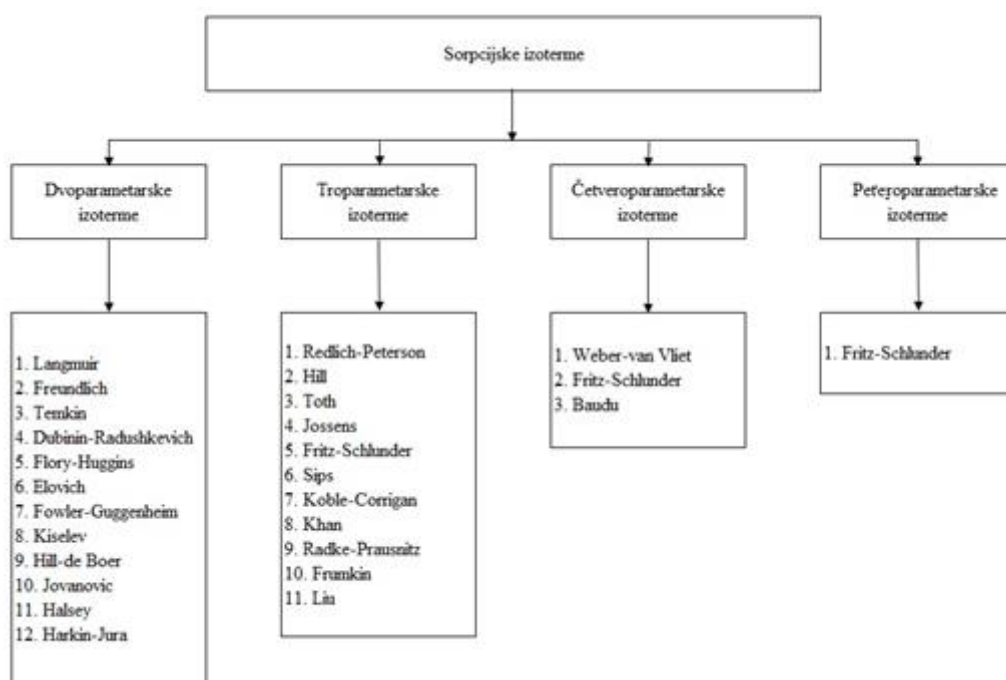 Sorpcijske izoterme
Dvoparametarske
izoterme
Troparametarske
izoterme
Četveroparametarske
izoterme
Peteroparametarske
izoterme
1. Langmuir
2. Freundlich
3. Temkin
4. Dubinin-Radushkevich
5. Flory-Huggins
6. Elovich
7. Fowler-Guggenheim
8. Kiselev
9. Hill-de Boer
10. Jovanovic
11. Halsey
12. Harkin-Jura
1. Redlich-Peterson
2. Hill
3. Toth
4. Jossens
5. Fritz-Schlunder
6. Sips
7. Koble-Corrigan
8. Khan
9. Radke-Prausnitz
10. Frumkin
11. Liu
1. Weber-van Vliet
2. Fritz-Schlunder
3. Baudu
1. Fritz-Schlunder